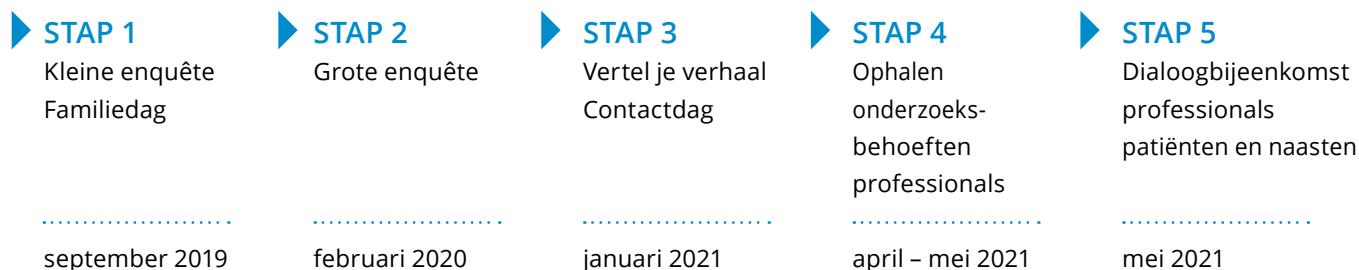 STAP 1
Kleine enquête
Familiedag
september 2019
STAP 2
Grote enquête
februari 2020
STAP 3
Vertel je verhaal
Contactdag
januari 2021
STAP 4
Ophalen
onderzoeks-
behoeften
professionals
april – mei 2021
STAP 5
Dialoogbijeenkomst
professionals
patiënten en naasten
mei 2021